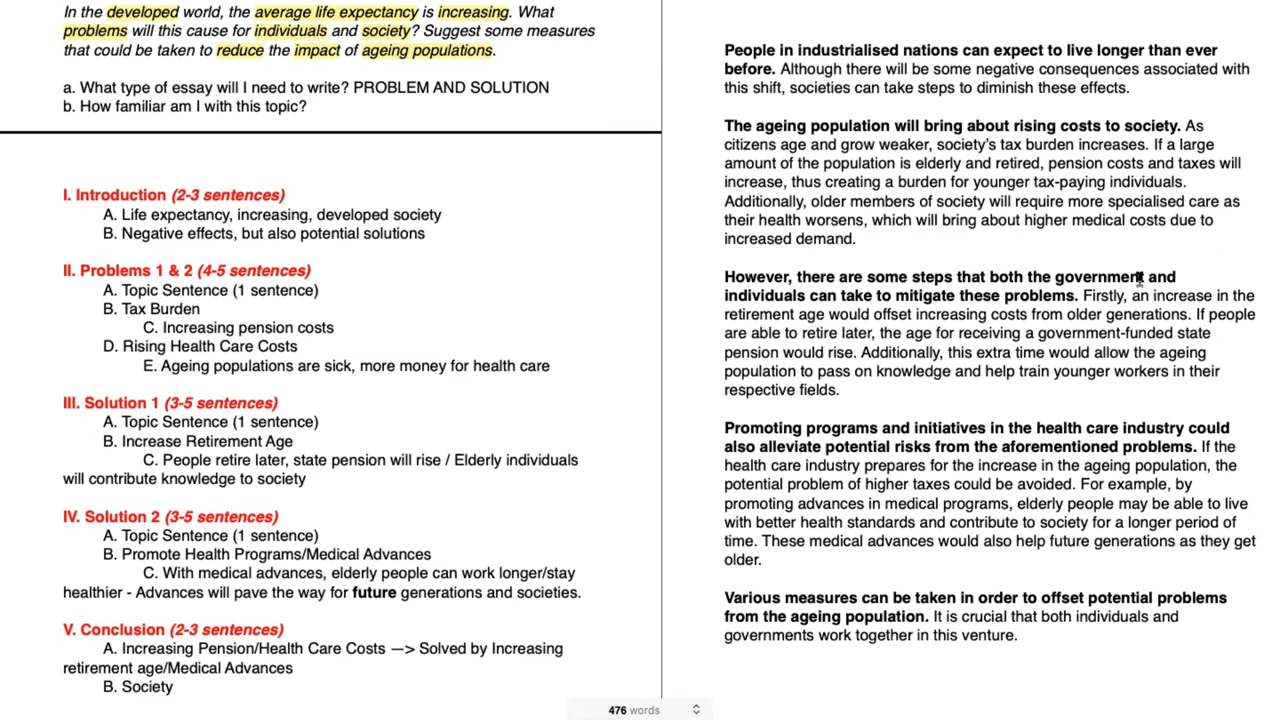 In the developed world, the average life expectancy is increasing. What
problems will this cause for individuals and society? Suggest some measures
that could be taken to reduce the impact of ageing populations.
a. What type of essay will I need to write? PROBLEM AND SOLUTION
b. How familiar am I with this topic?
I. Introduction (2-3 sentences)
A. Life expectancy, increasing, developed society
B. Negative effects, but also potential solutions
II. Problems 1 & 2 (4-5 sentences)
A. Topic Sentence (1 sentence)
B. Tax Burden
C. Increasing pension costs
D. Rising Health Care Costs
E. Ageing populations are sick, more money for health care
III. Solution 1 (3-5 sentences)
A. Topic Sentence (1 sentence)
B. Increase Retirement Age
C. People retire later, state pension will rise / Elderly individuals
will contribute knowledge to society
IV. Solution 2 (3-5 sentences)
A. Topic Sentence (1 sentence)
B. Promote Health Programs/Medical Advances
C. With medical advances, elderly people can work longer/stay
healthier - Advances will pave the way for future generations and societies.
V. Conclusion (2-3 sentences)
A. Increasing Pension/Health Care Costs —> Solved by Increasing
retirement age/Medical Advances
B. Society
People in industrialised nations can expect to live longer than ever
before. Although there will be some negative consequences associated with
this shift, societies can take steps to diminish these effects.
The ageing population will bring about rising costs to society. As
citizens age and grow weaker, society's tax burden increases. If a large
amount of the population is elderly and retired, pension costs and taxes will
increase, thus creating a burden for younger tax-paying individuals.
Additionally, older members of society will require more specialised care as
their health worsens, which will bring about higher medical costs due to
increased demand.
However, there are some steps that both the government and
individuals can take to mitigate these problems. Firstly, an increase in the
retirement age would offset increasing costs from older generations. If people
are able to retire later, the age for receiving a government-funded state
pension would rise. Additionally, this extra time would allow the ageing
population to pass on knowledge and help train younger workers in their
respective fields.
Promoting programs and initiatives in the health care industry could
also alleviate potential risks from the aforementioned problems. If the
health care industry prepares for the increase in the ageing population, the
potential problem of higher taxes could be avoided. For example, by
promoting advances in medical programs, elderly people may be able to live
with better health standards and contribute to society for a longer period of
time. These medical advances would also help future generations as they get
older.
Various measures can be taken in order to offset potential problems
from the ageing population. It is crucial that both individuals and
governments work together in this venture.
476 words